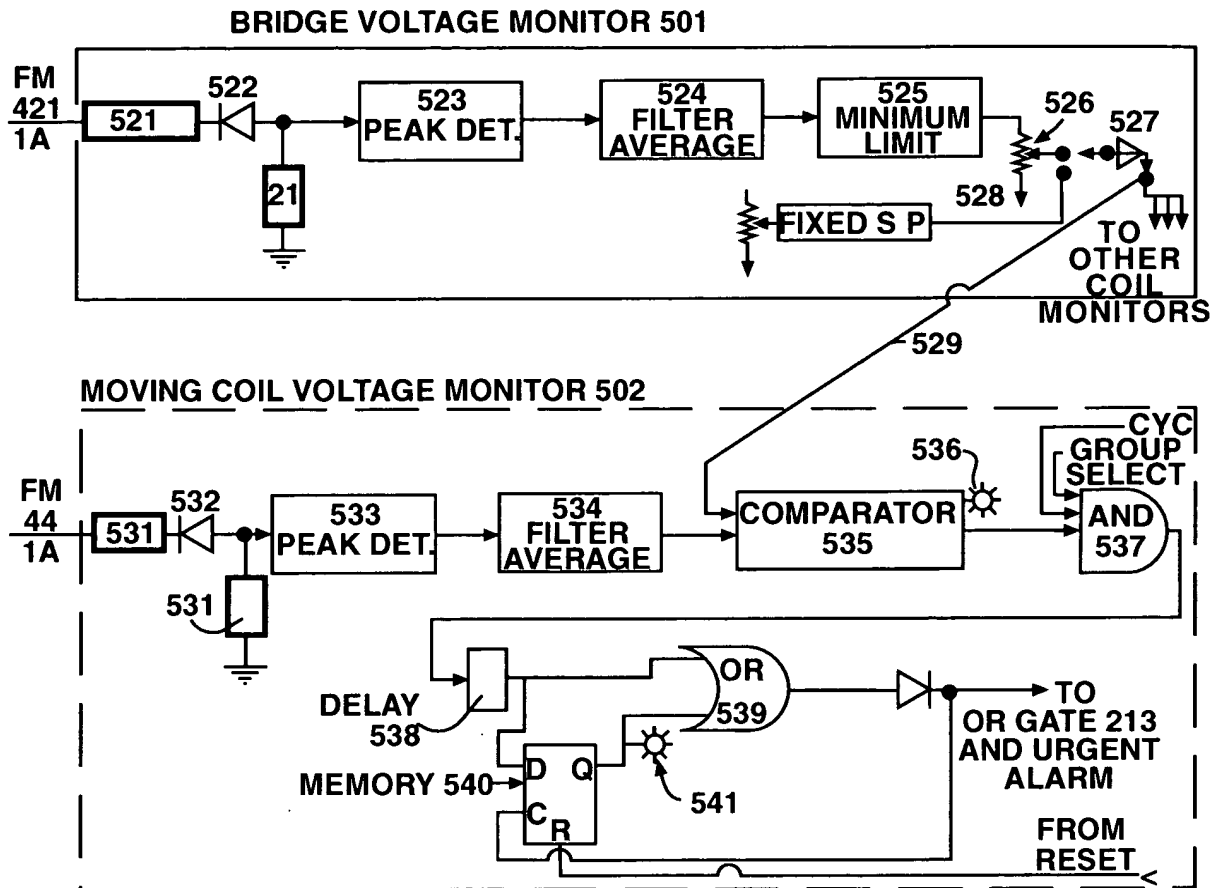 BRIDGE VOLTAGE MONITOR 501
FM
421
1A
521
522
21
523
PEAK DET.
524
FILTER
AVERAGE
525
MINIMUM
LIMIT
526
527
528
FIXED S P
TO
OTHER
COIL
MONITORS
529
MOVING COIL VOLTAGE MONITOR 502
FM
44
1A
531
532
531
533
PEAK DET.
534
FILTER
AVERAGE
COMPARATOR
535
536
CYC
GROUP
SELECT
AND
537
DELAY
538
OR
539
MEMORY 540
D Q
C
R
541
TO
OR GATE 213
AND URGENT
ALARM
FROM
RESET